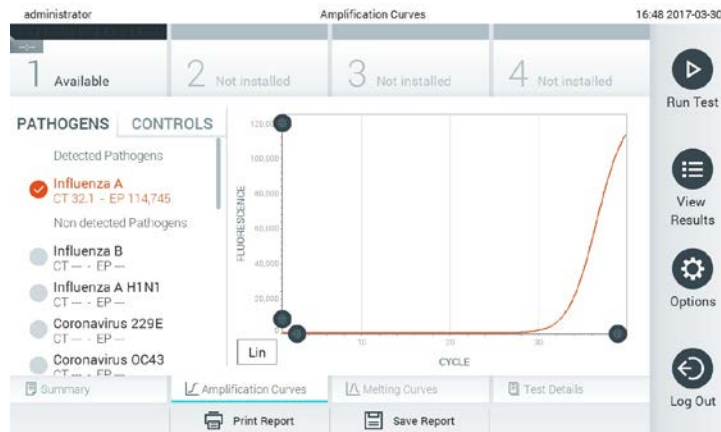 administrator
Amplification Curves
16:48 2017-03-30
1 Available
2 Not installed
3 Not installed
4 Not installed
Run Test
PATHOGENS
CONTROLS
Detected Pathogens
Influenza A
CT 32.1 - EP 114,745
Non detected Pathogens
Influenza B
CT --- - EP ---
Influenza A H1N1
CT --- - EP ---
Coronavirus 229E
CT --- - EP ---
Coronavirus OC43
CT --- - EP ---
FLUORESCENCE
120,000
100,000
80,000
60,000
40,000
20,000
10
30
CYCLE
Lin
View
Results
Options
Log Out
Summary
Amplification Curves
Melting Curves
Test Details
Print Report
Save Report